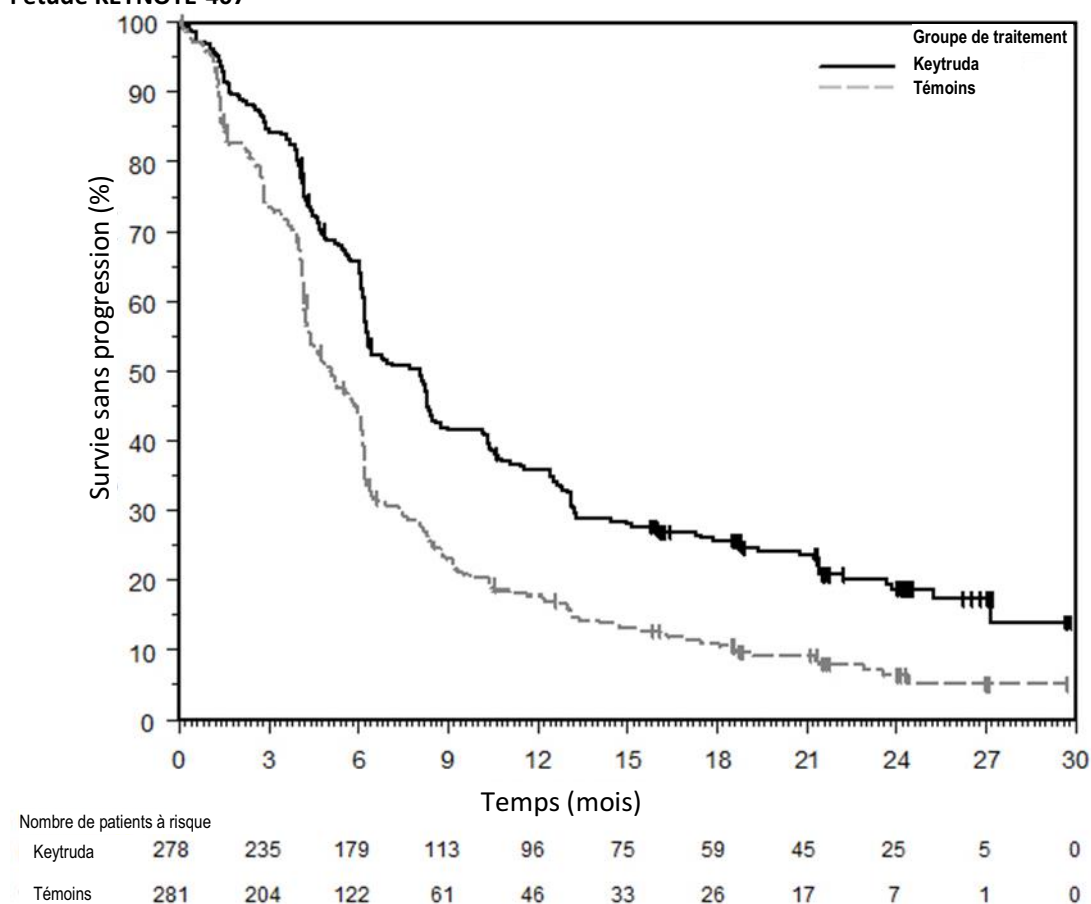 Groupe de traitement
Keytruda
Témoins
Survie sans progression (%)
100
90
80
70
60
50
40
30
20
10
0
0 3 6 9 12 15 18 21 24 27 30
Temps (mois)
Nombre de patients à risque
Keytruda 278 235 179 113 96 75 59 45 25 5 0
Témoins 281 204 122 61 46 33 26 17 7 1 0